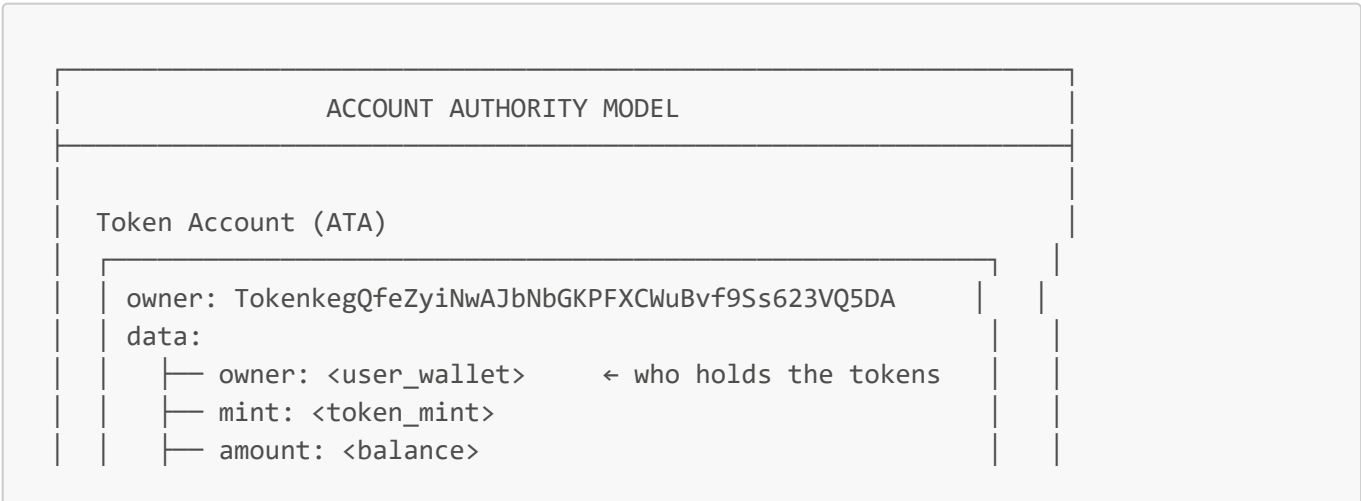 ACCOUNT AUTHORITY MODEL
Token Account (ATA)
owner: TokenkegQfeZyiNwAJbNbGKPFXCWuBvf9Ss623VQ5DA
data:
├── owner: <user_wallet> ← who holds the tokens
├── mint: <token_mint>
├── amount: <balance>